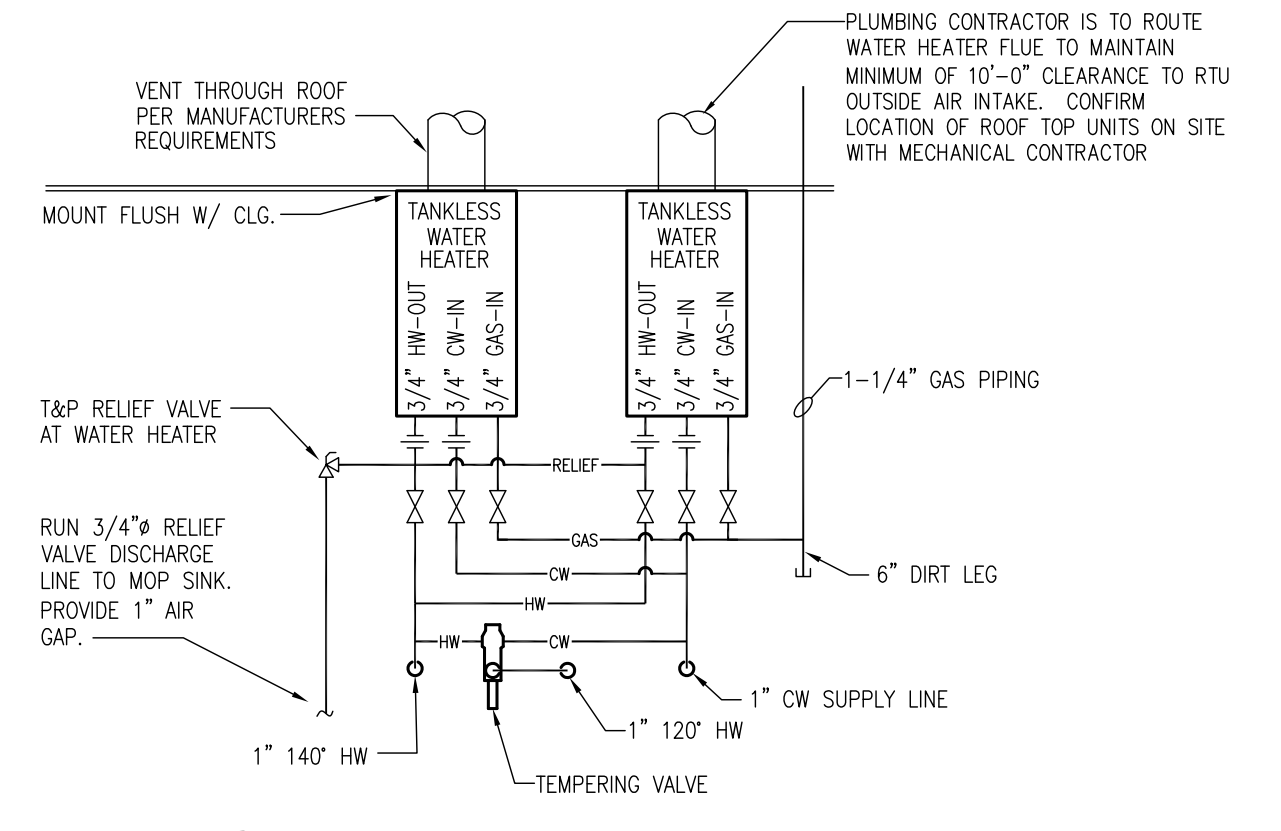 PLUMBING CONTRACTOR IS TO ROUTE
WATER HEATER FLUE TO MAINTAIN
MINIMUM OF 10'-0" CLEARANCE TO RTU
OUTSIDE AIR INTAKE. CONFIRM
LOCATION OF ROOF TOP UNITS ON SITE
WITH MECHANICAL CONTRACTOR
VENT THROUGH ROOF
PER MANUFACTURERS
REQUIREMENTS
MOUNT FLUSH W/ CLG.
TANKLESS
WATER
HEATER
3/4" HW-OUT
3/4" CW-IN
3/4" GAS-IN
TANKLESS
WATER
HEATER
3/4" HW-OUT
3/4" CW-IN
3/4" GAS-IN
1-1/4" GAS PIPING
T&P RELIEF VALVE
AT WATER HEATER
RELIEF
RUN 3/4"ø RELIEF
VALVE DISCHARGE
LINE TO MOP SINK.
PROVIDE 1" AIR
GAP.
GAS
CW
HW
HW
CW
6" DIRT LEG
1" CW SUPPLY LINE
1" 120° HW
1" 140° HW
TEMPERING VALVE